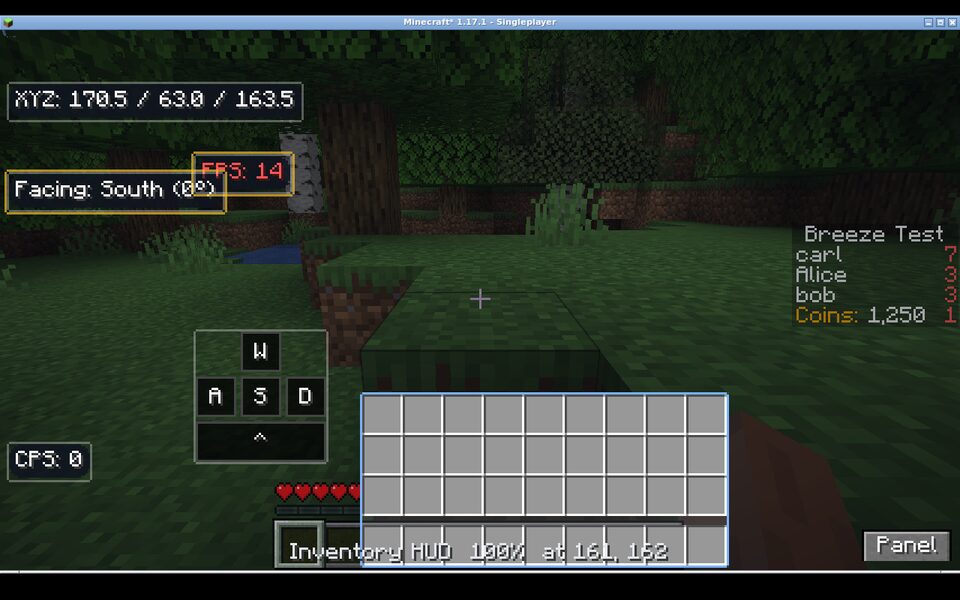 Minecraft* 1.17.1 - Singleplayer
XYZ: 170.5 / 63.0 / 163.5
FPS: 14
Facing: South (0°)
Breeze Test
carl 7
Alice 3
bob 3
Coins: 1,250 1
W
A S D
^
CPS: 0
Inventory HUD 100% at 161, 162
Panel